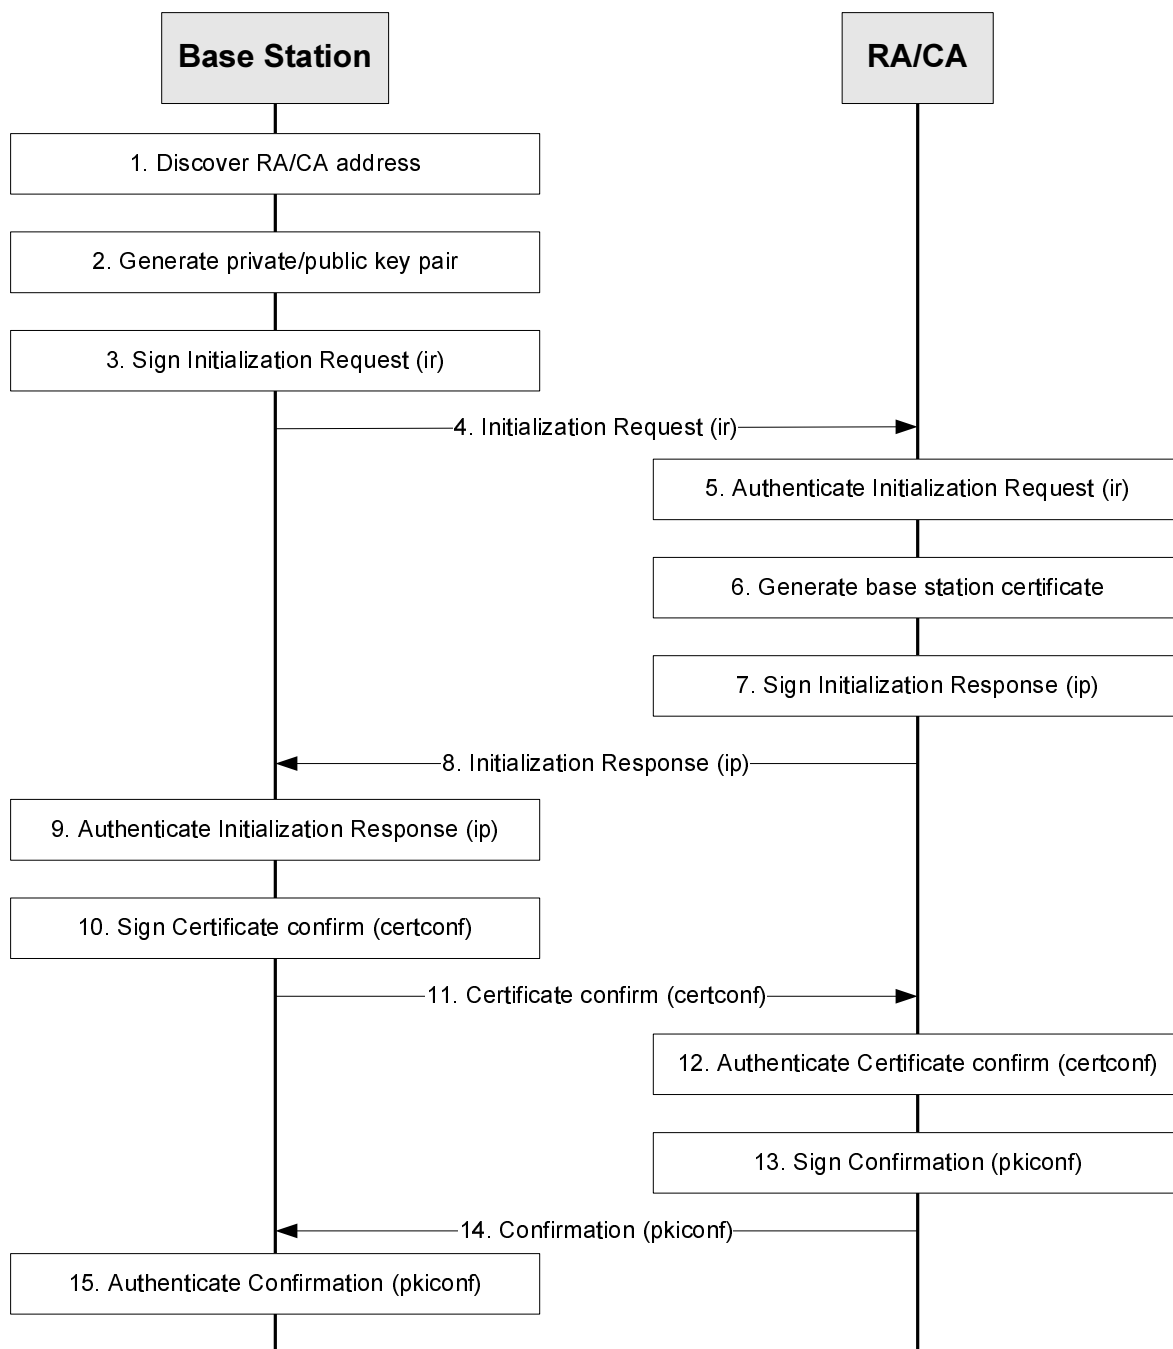 Base Station
RA/CA
1. Discover RA/CA address
2. Generate private/public key pair
3. Sign Initialization Request (ir)
4. Initialization Request (ir)
5. Authenticate Initialization Request (ir)
6. Generate base station certificate
7. Sign Initialization Response (ip)
8. Initialization Response (ip)
9. Authenticate Initialization Response (ip)
10. Sign Certificate confirm (certconf)
11. Certificate confirm (certconf)
12. Authenticate Certificate confirm (certconf)
13. Sign Confirmation (pkiconf)
14. Confirmation (pkiconf)
15. Authenticate Confirmation (pkiconf)